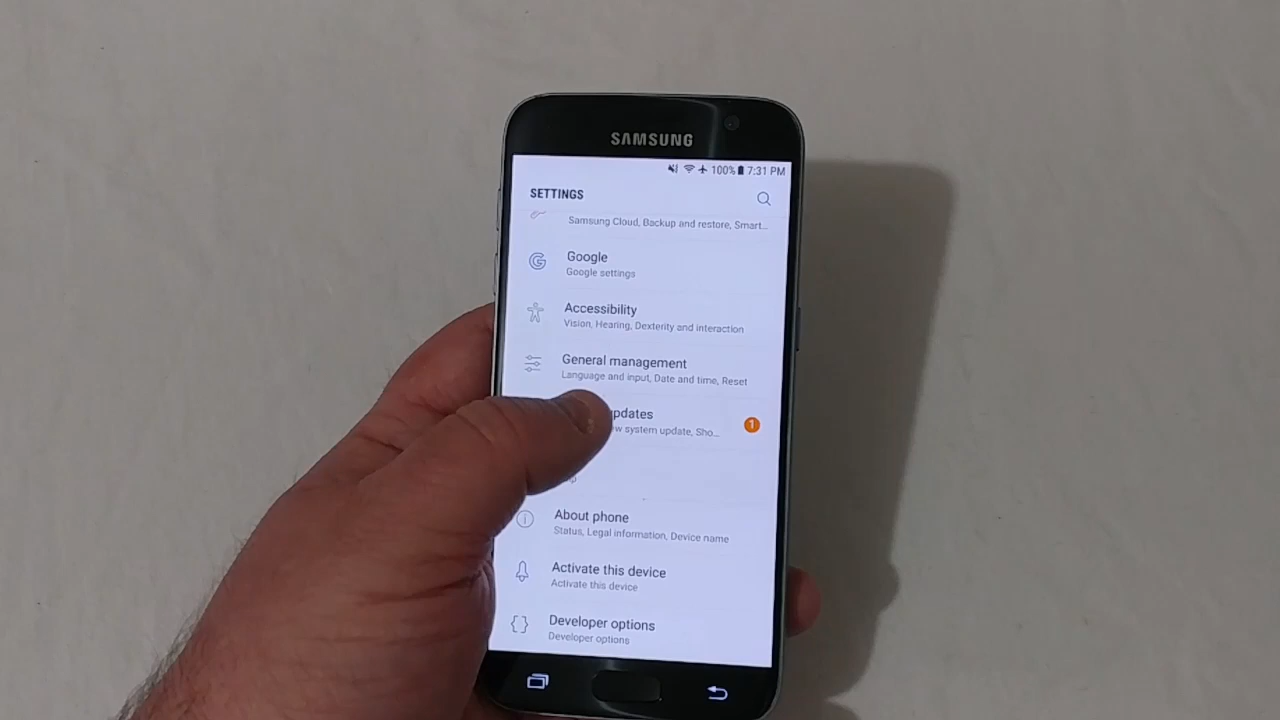 SAMSUNG
100% 7:31 PM
SETTINGS
Samsung Cloud, Backup and restore, Smart...
Google
Google settings
Accessibility
Vision, Hearing, Dexterity and interaction
General management
Language and input, Date and time, Reset
updates
system update, Sho...
1
About phone
Status, Legal information, Device name
Activate this device
Activate this device
Developer options
Developer options